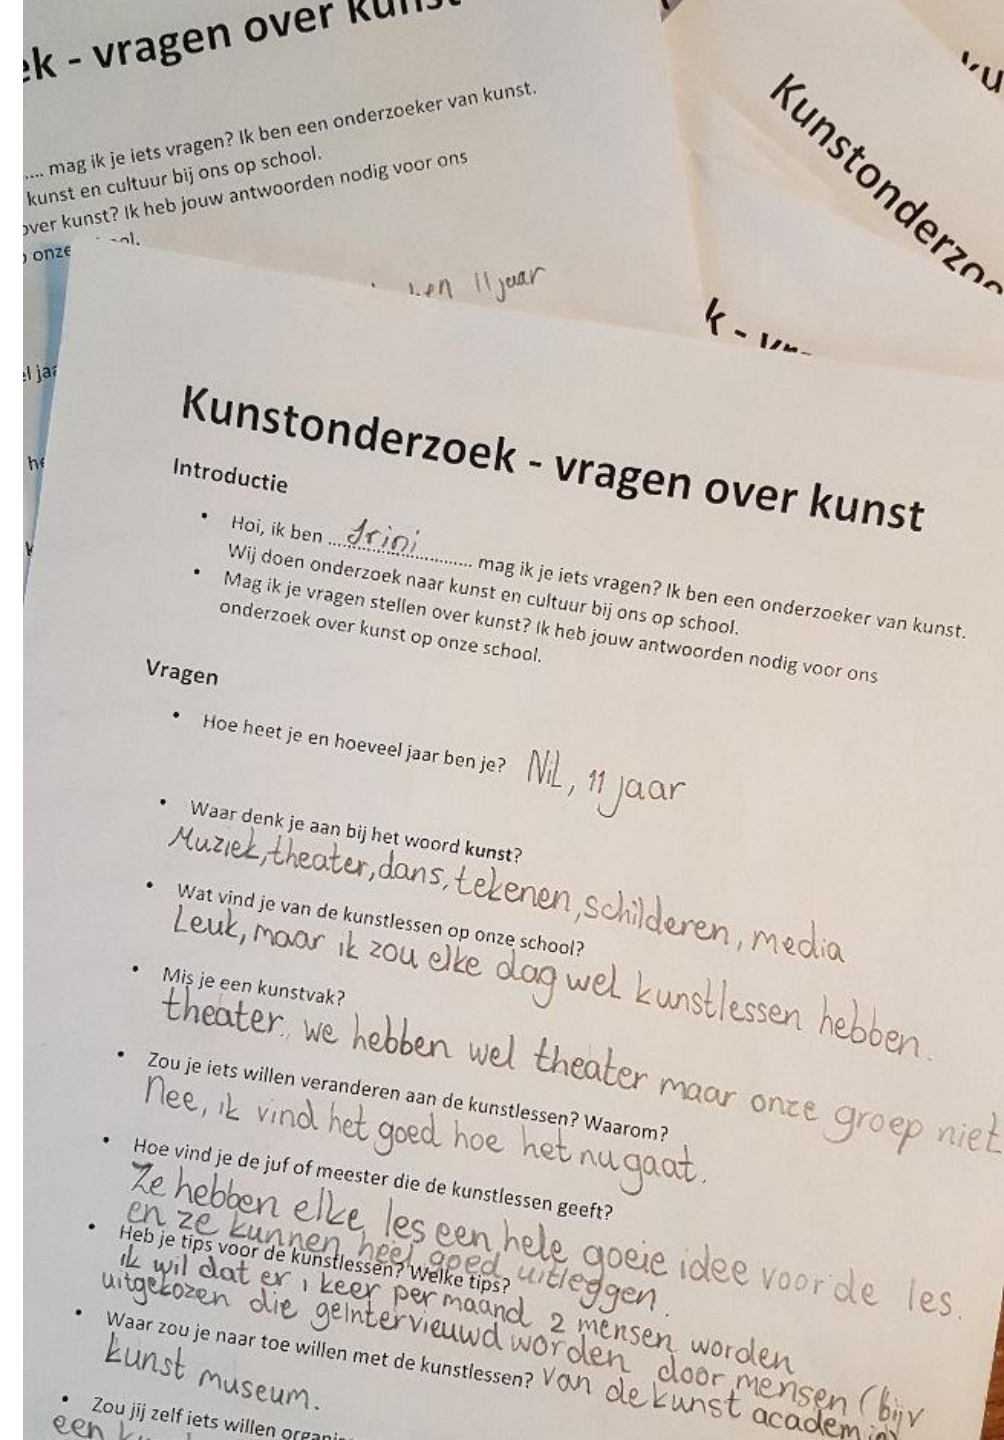 ek - vragen over kunst
.... mag ik je iets vragen? Ik ben een onderzoeker van kunst.
kunst en cultuur bij ons op school.
over kunst? Ik heb jouw antwoorden nodig voor ons
onze
11 jaar
Kunstonderzoe
k -
Kunstonderzoek - vragen over kunst
Introductie
• Hoi, ik ben ... Trini ............ mag ik je iets vragen? Ik ben een onderzoeker van kunst.
Wij doen onderzoek naar kunst en cultuur bij ons op school.
• Mag ik je vragen stellen over kunst? Ik heb jouw antwoorden nodig voor ons
onderzoek over kunst op onze school.
Vragen
• Hoe heet je en hoeveel jaar ben je? Nil, 11 jaar
• Waar denk je aan bij het woord kunst?
Muziek, theater, dans, tekenen, schilderen, media
• Wat vind je van de kunstlessen op onze school?
Leuk, maar ik zou elke dag wel kunstlessen hebben.
• Mis je een kunstvak?
theater.. we hebben wel theater maar onze groep niet
• Zou je iets willen veranderen aan de kunstlessen? Waarom?
Nee, ik vind het goed hoe het nu gaat.
• Hoe vind je de juf of meester die de kunstlessen geeft?
Ze hebben elke les een hele goeie idee voor de les.
en ze kunnen heel goed uitleggen.
• Heb je tips voor de kunstlessen? Welke tips?
ik wil dat er 1 keer per maand 2 mensen worden
uitgekozen die geïnterviewd worden door mensen (bijv
• Waar zou je naar toe willen met de kunstlessen? van de kunst academie)
kunst museum.
• Zou jij zelf iets willen organis
een